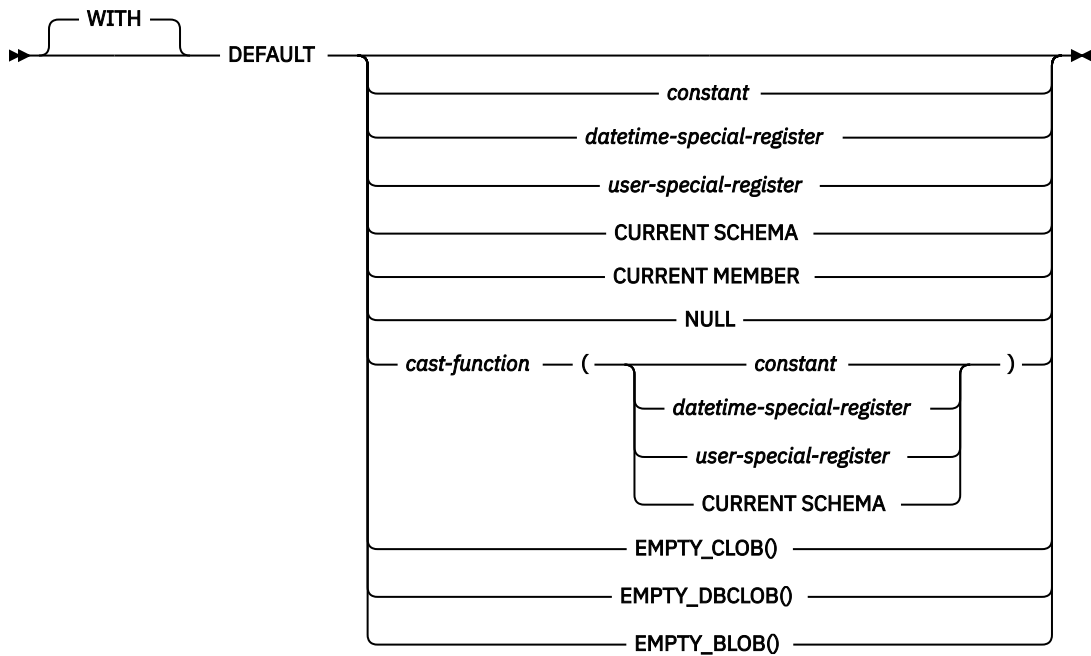 WITH
DEFAULT
constant
datetime-special-register
user-special-register
CURRENT SCHEMA
CURRENT MEMBER
NULL
cast-function ( constant )
datetime-special-register
user-special-register
CURRENT SCHEMA
EMPTY_CLOB()
EMPTY_DBCLOB()
EMPTY_BLOB()